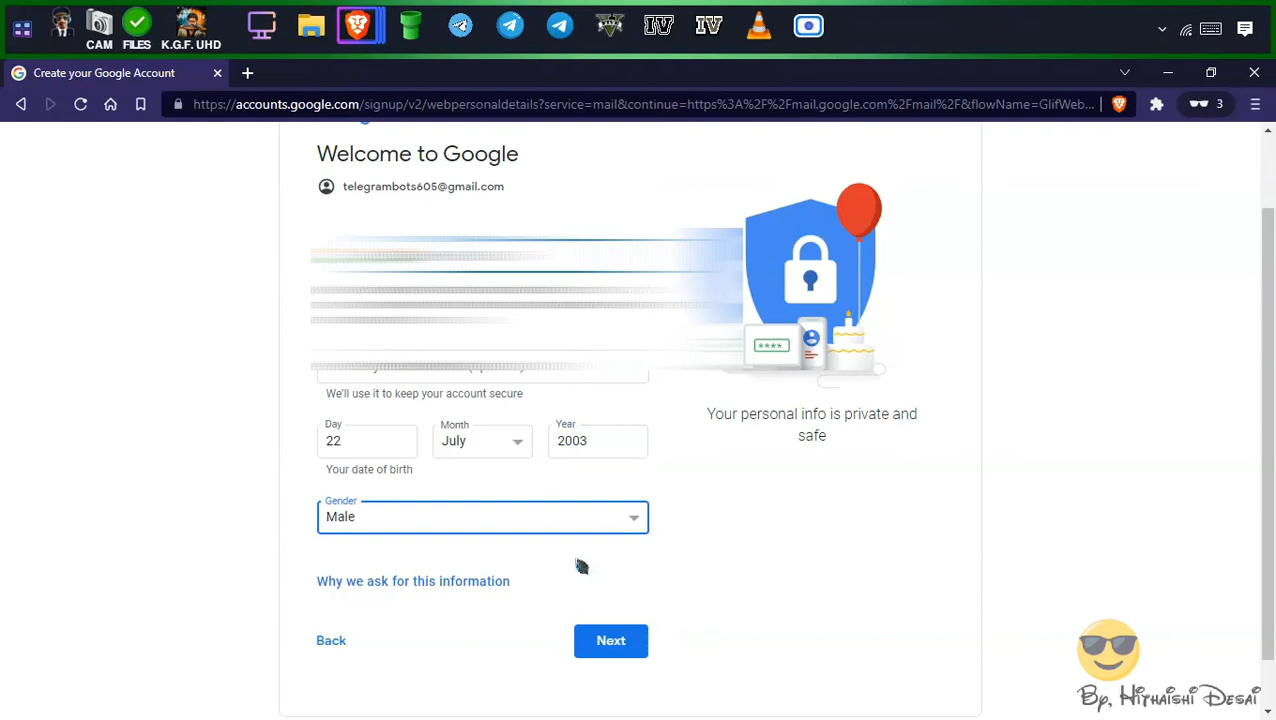 CAM
FILES
K.G.F. UHD
V
IV
IV
Create your Google Account
https://accounts.google.com/signup/v2/webpersonaldetails?service=mail&continue=https%3A%2F%2Fmail.google.com%2Fmail%2F&flowName=GlifWeb...
3
Welcome to Google
telegrambots605@gmail.com
****
We'll use it to keep your account secure
Your personal info is private and
safe
Day
Month
Year
22
July
2003
Your date of birth
Gender
Male
Why we ask for this information
Back
Next
By, Hithaishi Desai